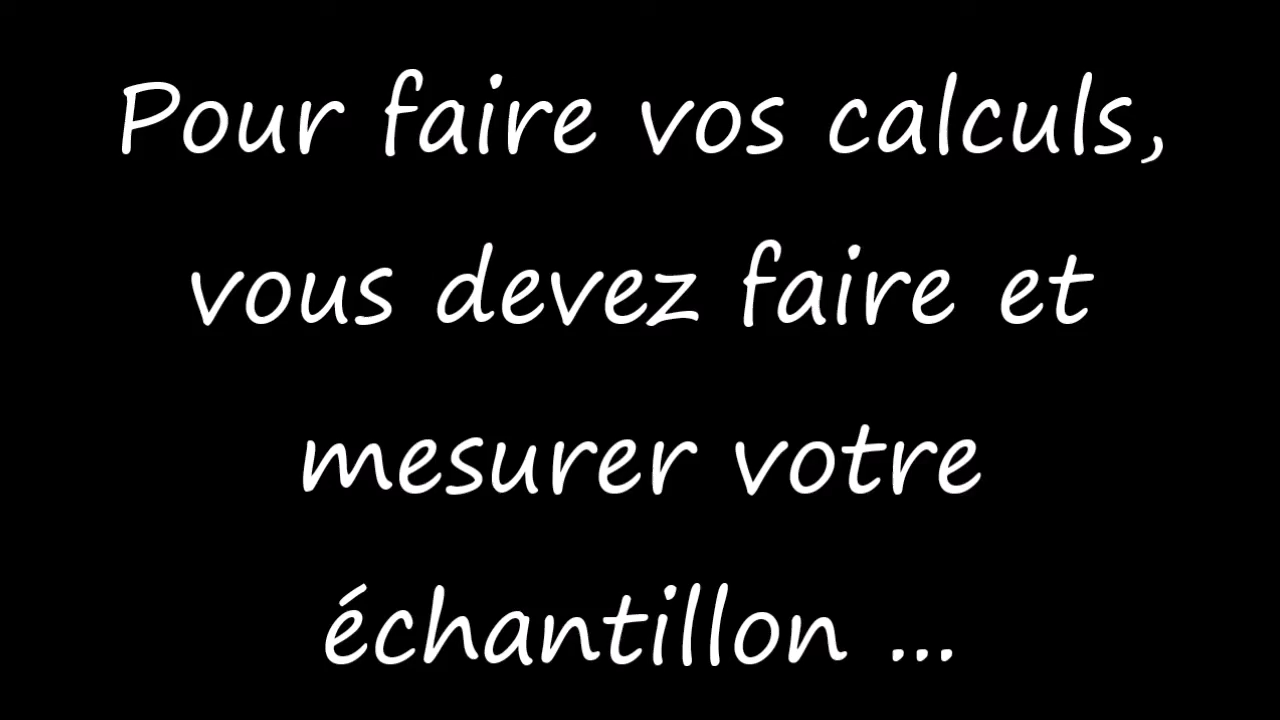 Pour faire vos calculs,
vous devez faire et
mesurer votre
échantillon ...